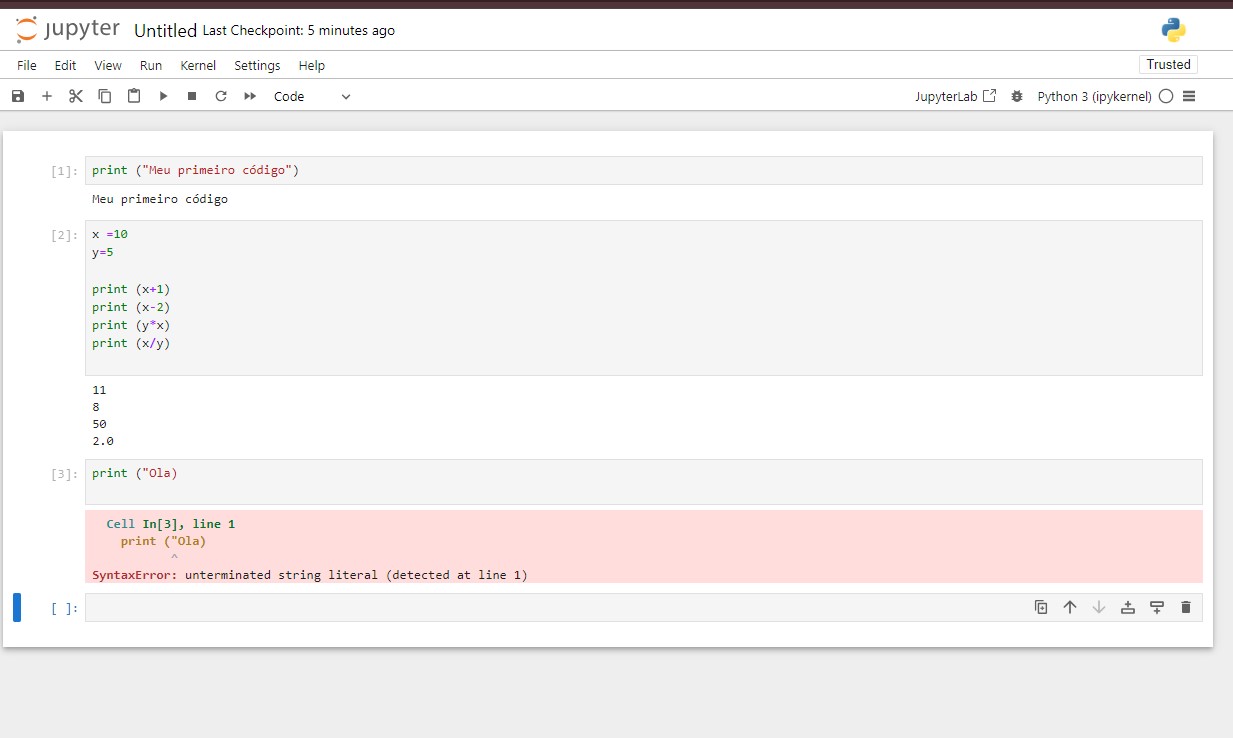 jupyter Untitled Last Checkpoint: 5 minutes ago
File Edit View Run Kernel Settings Help Trusted
Code JupyterLab Python 3 (ipykernel)
[1]: print ("Meu primeiro código")
Meu primeiro código
[2]: x =10
y=5
print (x+1)
print (x-2)
print (y*x)
print (x/y)
11
8
50
2.0
[3]: print ("Ola)
Cell In[3], line 1
print ("Ola)
^
SyntaxError: unterminated string literal (detected at line 1)
[ ]: